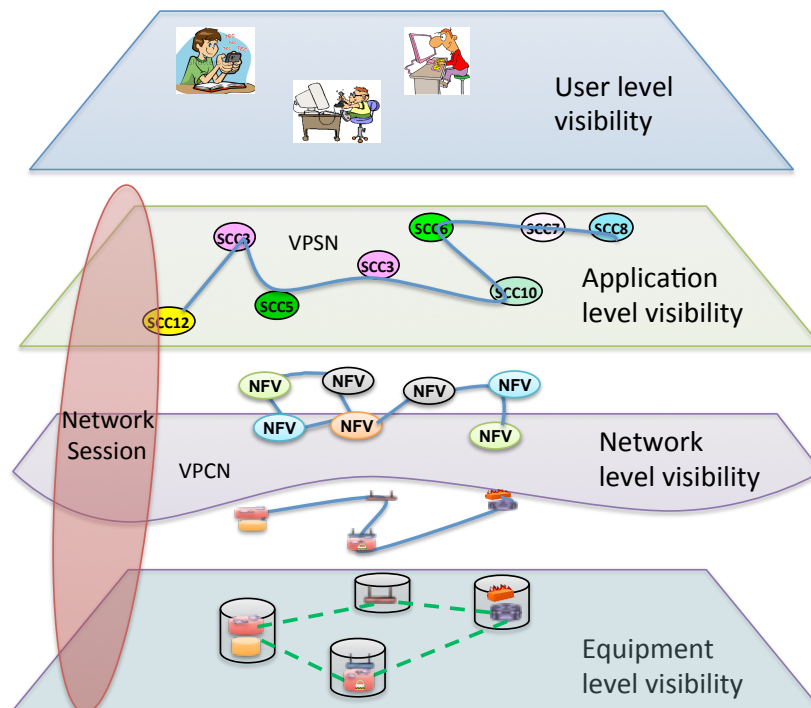 User level
visibility
SCC3
VPSN
SCC6
SCC7
SCC8
SCC3
SCC12
SCC5
SCC10
Application
level visibility
NFV
NFV
NFV
NFV
NFV
NFV
NFV
Network
Session
VPCN
Network
level visibility
Equipment
level visibility